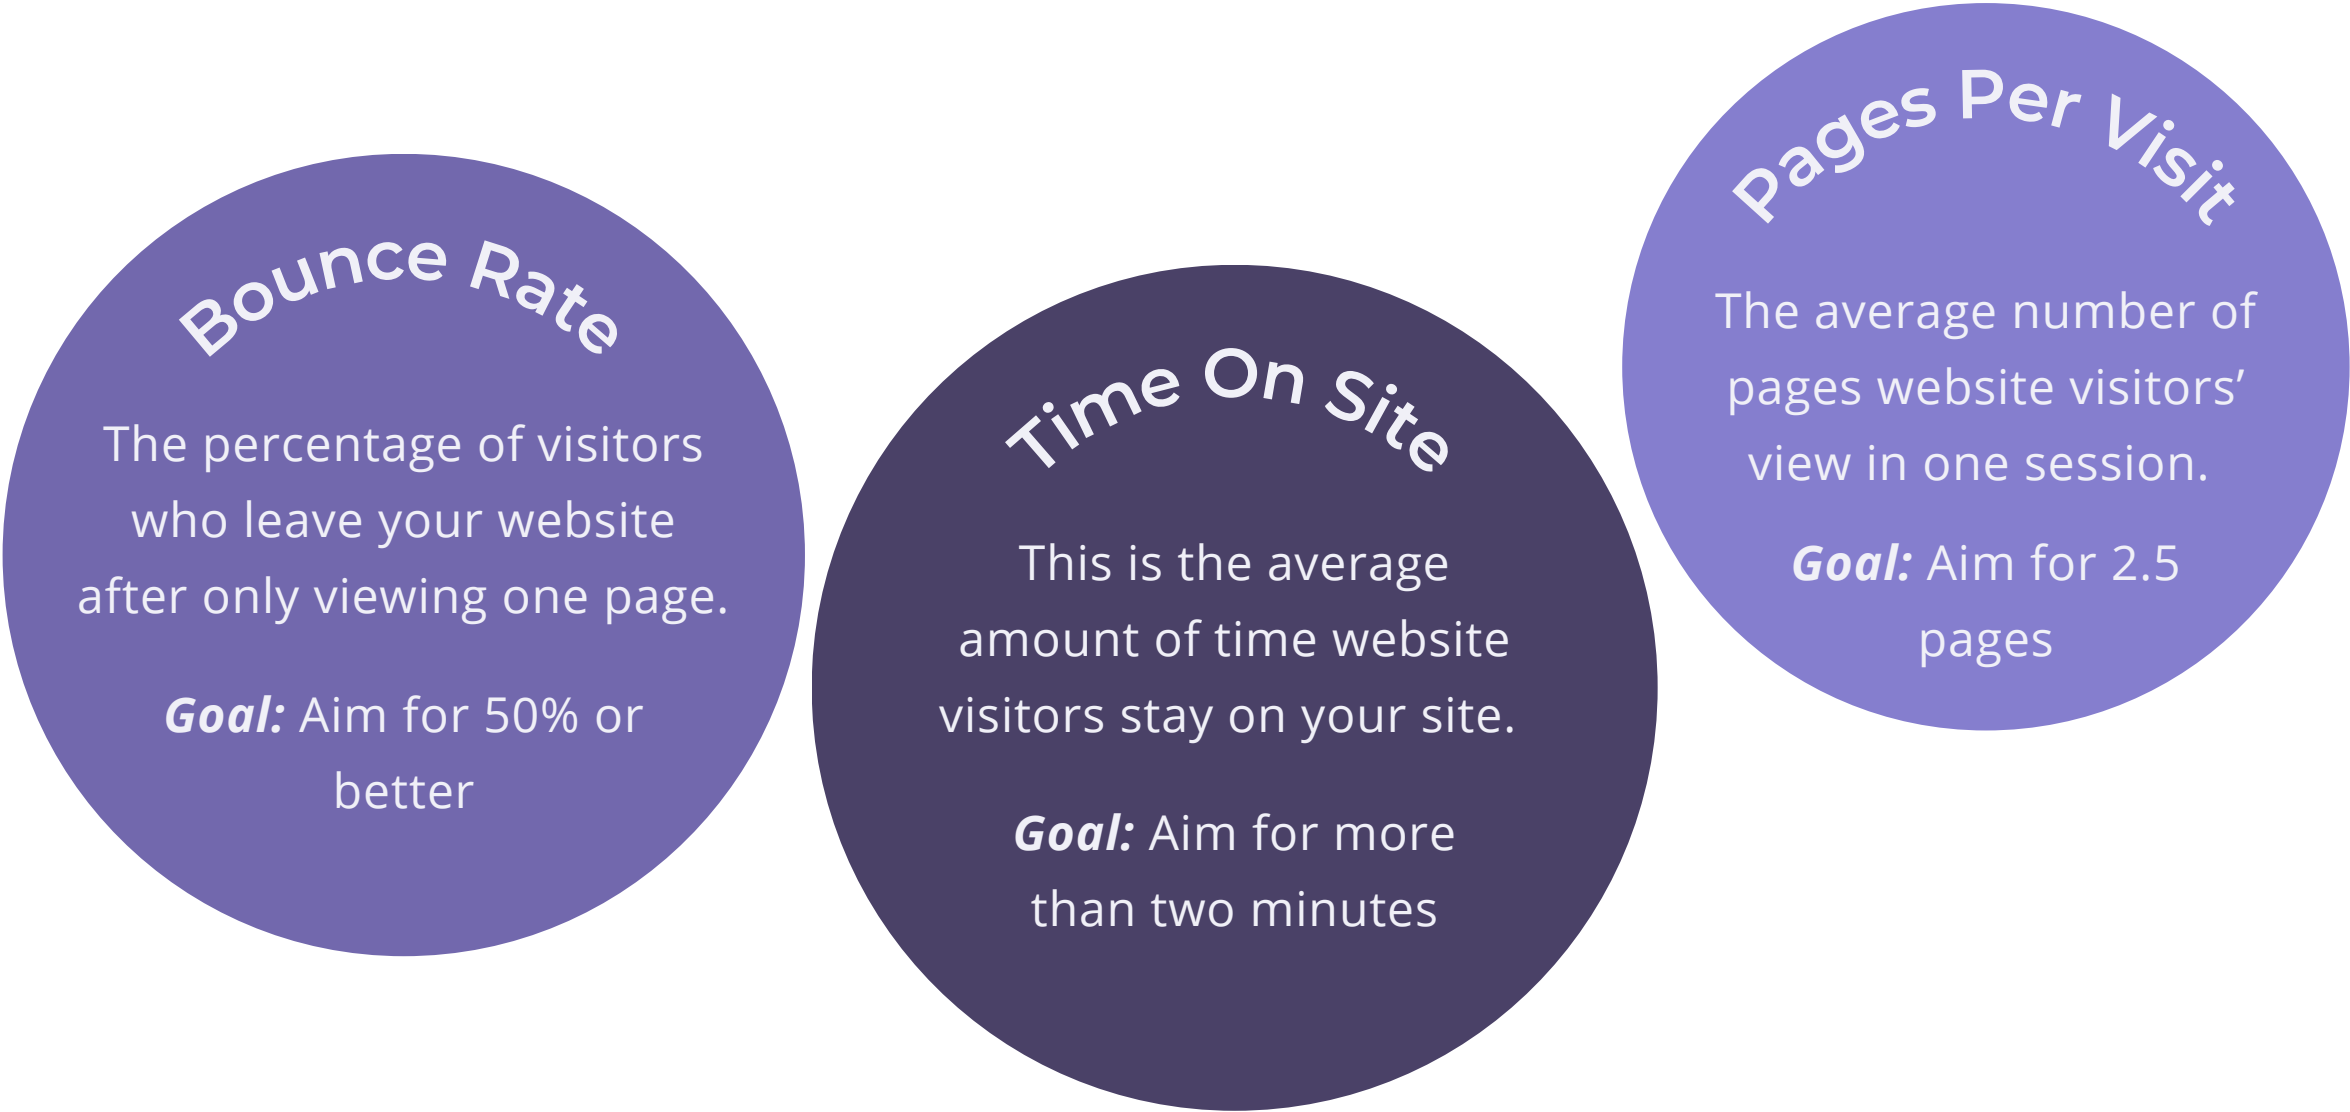 Bounce Rate
The percentage of visitors
who leave your website
after only viewing one page.
Goal: Aim for 50% or
better
Time On Site
This is the average
amount of time website
visitors stay on your site.
Goal: Aim for more
than two minutes
Pages Per Visit
The average number of
pages website visitors’
view in one session.
Goal: Aim for 2.5
pages